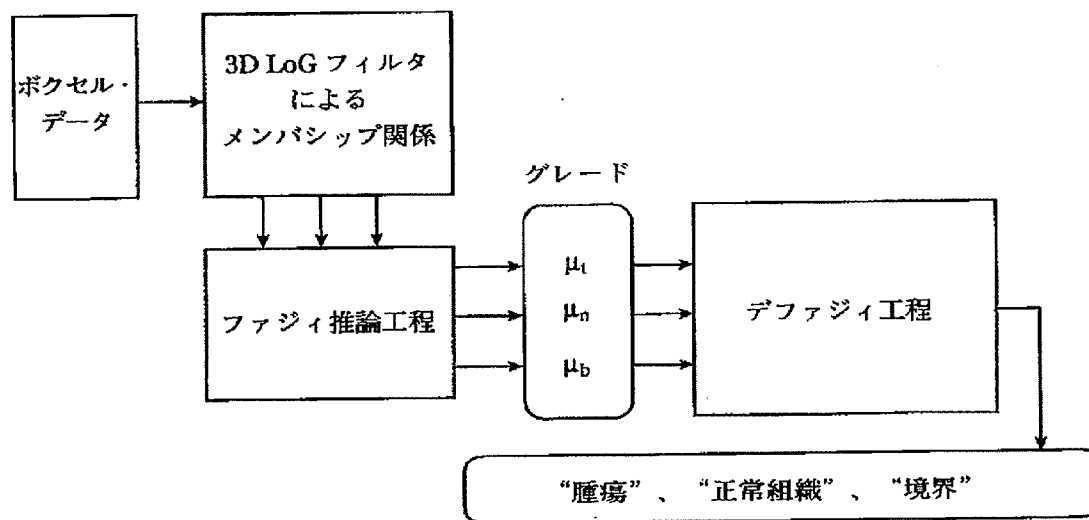 ボクセル・
データ
3D LoG フィルタ
による
メンバシップ関係
グレード
ファジィ推論工程
μt
μn
μb
デファジィ工程
“腫瘍”、“正常組織”、“境界”